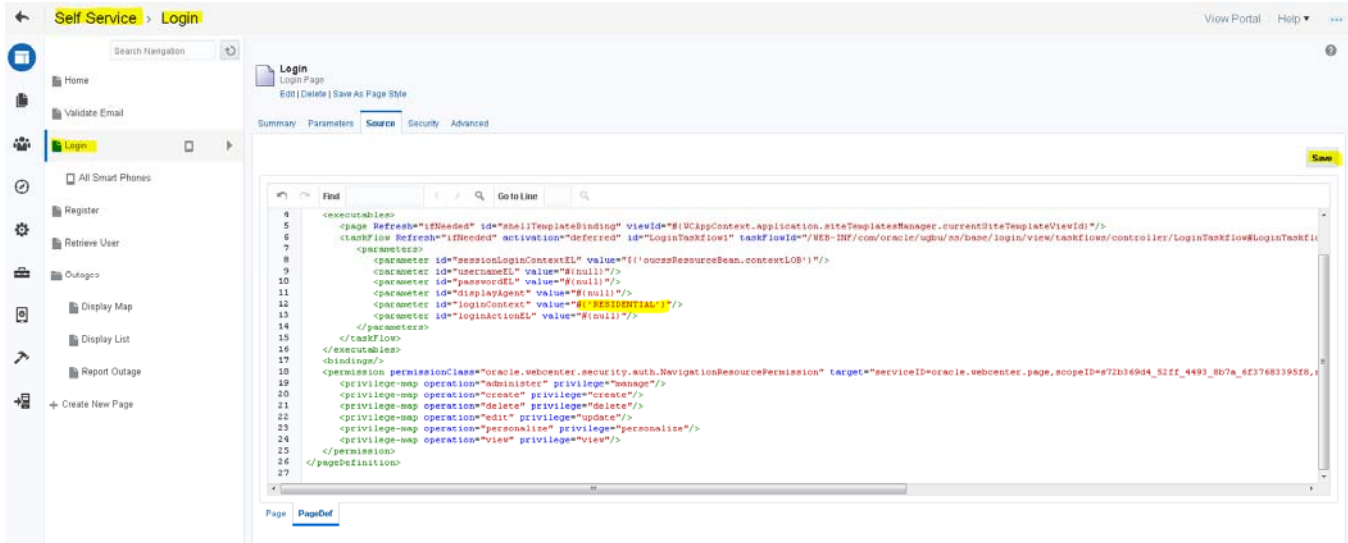 Self Service › Login
View Portal
Help
Search Navigation
Home
Validate Email
Login
All Smart Phones
Register
Retrieve User
Outages
Display Map
Display List
Report Outage
+ Create New Page
Login
Login Page
Edit | Delete | Save As Page Style
Summary Parameters Source Security Advanced
Save
Find Go to Line
4 <executables>
5 <page Refresh="ifNeeded" id="shellTemplateBinding" viewId="#{WCAppContext.application.siteTemplatesManager.currentSiteTemplateViewId}"/>
6 <taskFlow Refresh="ifNeeded" activation="deferred" id="LoginTaskflow1" taskFlowId="/WEB-INF/com/oracle/ugbu/ss/base/login/view/taskflows/controller/LoginTaskflow#LoginTaskfl
7 <parameters>
8 <parameter id="sessionLoginContextEL" value="${'oucssResourceBean.contextLOB'}"/>
9 <parameter id="usernameEL" value="#{null}"/>
10 <parameter id="passwordEL" value="#{null}"/>
11 <parameter id="displayAgent" value="#{null}"/>
12 <parameter id="loginContext" value="#{'RESIDENTIAL'}"/>
13 <parameter id="loginActionEL" value="#{null}"/>
14 </parameters>
15 </taskFlow>
16 </executables>
17 <bindings/>
18 <permission permissionClass="oracle.webcenter.security.auth.NavigationResourcePermission" target="serviceID=oracle.webcenter.page,scopeID=s72b369d4_52ff_4493_8b7a_6f37683395f8,
19 <privilege-map operation="administer" privilege="manage"/>
20 <privilege-map operation="create" privilege="create"/>
21 <privilege-map operation="delete" privilege="delete"/>
22 <privilege-map operation="edit" privilege="update"/>
23 <privilege-map operation="personalize" privilege="personalize"/>
24 <privilege-map operation="view" privilege="view"/>
25 </permission>
26 </pageDefinition>
27
Page PageDef